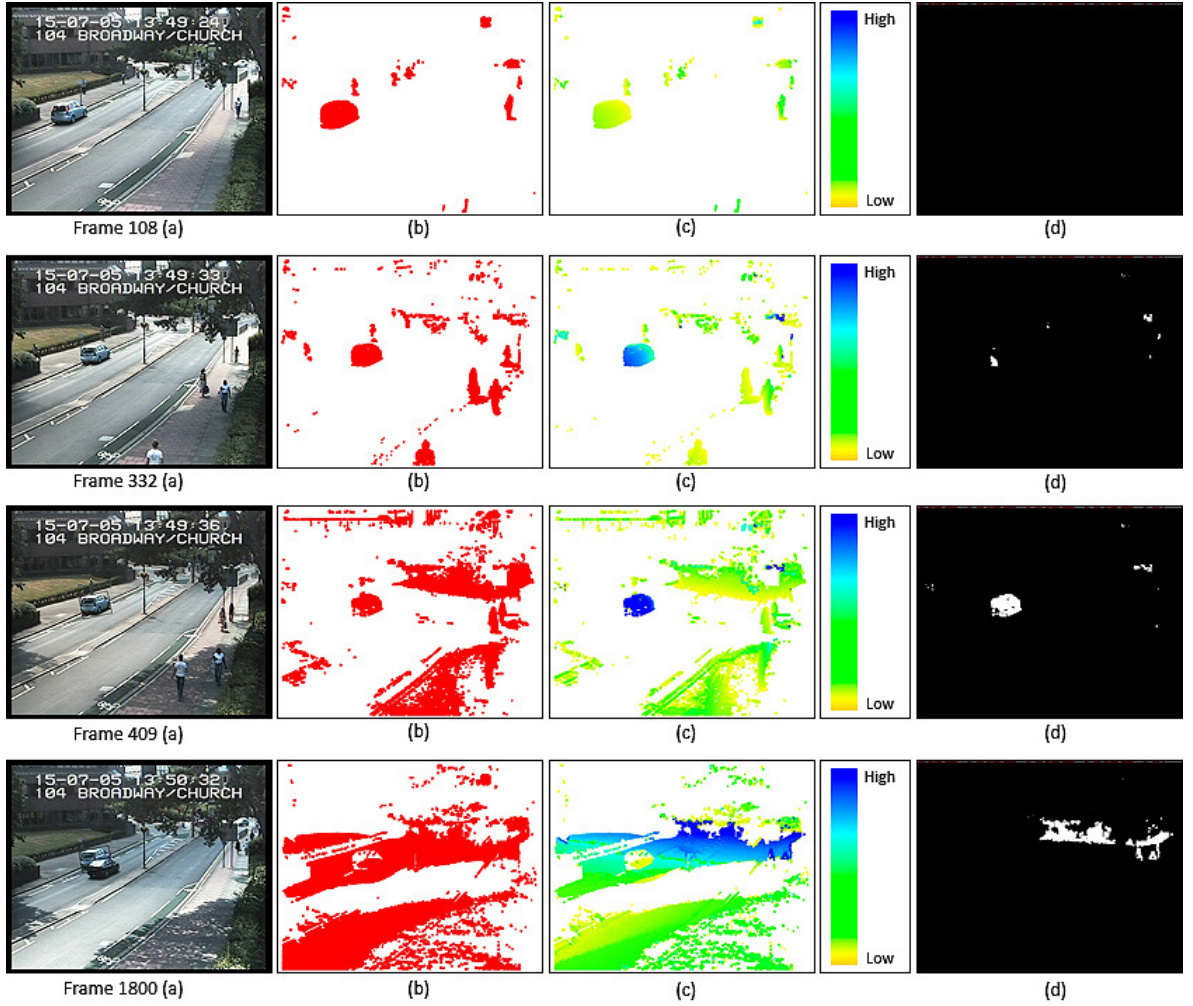 15-07-05 13:49:24
104 BROADWAY/CHURCH
High
Low
Frame 108 (a)
(b)
(c)
(d)
15-07-05 13:49:33
104 BROADWAY/CHURCH
High
Low
Frame 332 (a)
(b)
(c)
(d)
15-07-05 13:49:36
104 BROADWAY/CHURCH
High
Low
Frame 409 (a)
(b)
(c)
(d)
15-07-05 13:50:32
104 BROADWAY/CHURCH
High
Low
Frame 1800 (a)
(b)
(c)
(d)